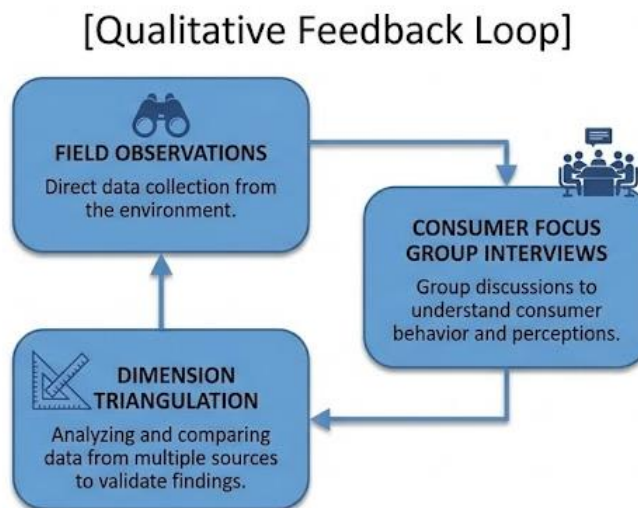 [Qualitative Feedback Loop]
FIELD OBSERVATIONS
Direct data collection from
the environment.
CONSUMER FOCUS
GROUP INTERVIEWS
Group discussions to
understand consumer
behavior and perceptions.
DIMENSION
TRIANGULATION
Analyzing and comparing
data from multiple sources
to validate findings.